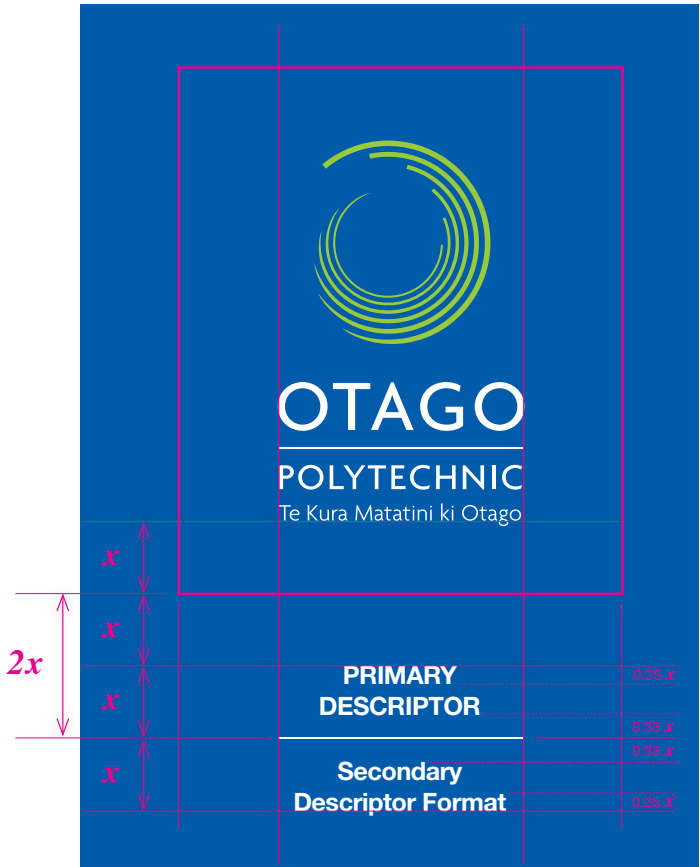 OTAGO
POLYTECHNIC
Te Kura Matatini ki Otago
x
x
2x
x
PRIMARY
DESCRIPTOR
0.25 x
0.33 x
0.33 x
x
Secondary
Descriptor Format
0.25 x